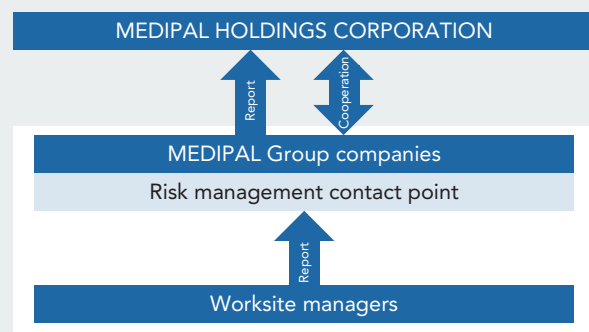 MEDIPAL HOLDINGS CORPORATION
Report
Cooperation
MEDIPAL Group companies
Risk management contact point
Report
Worksite managers